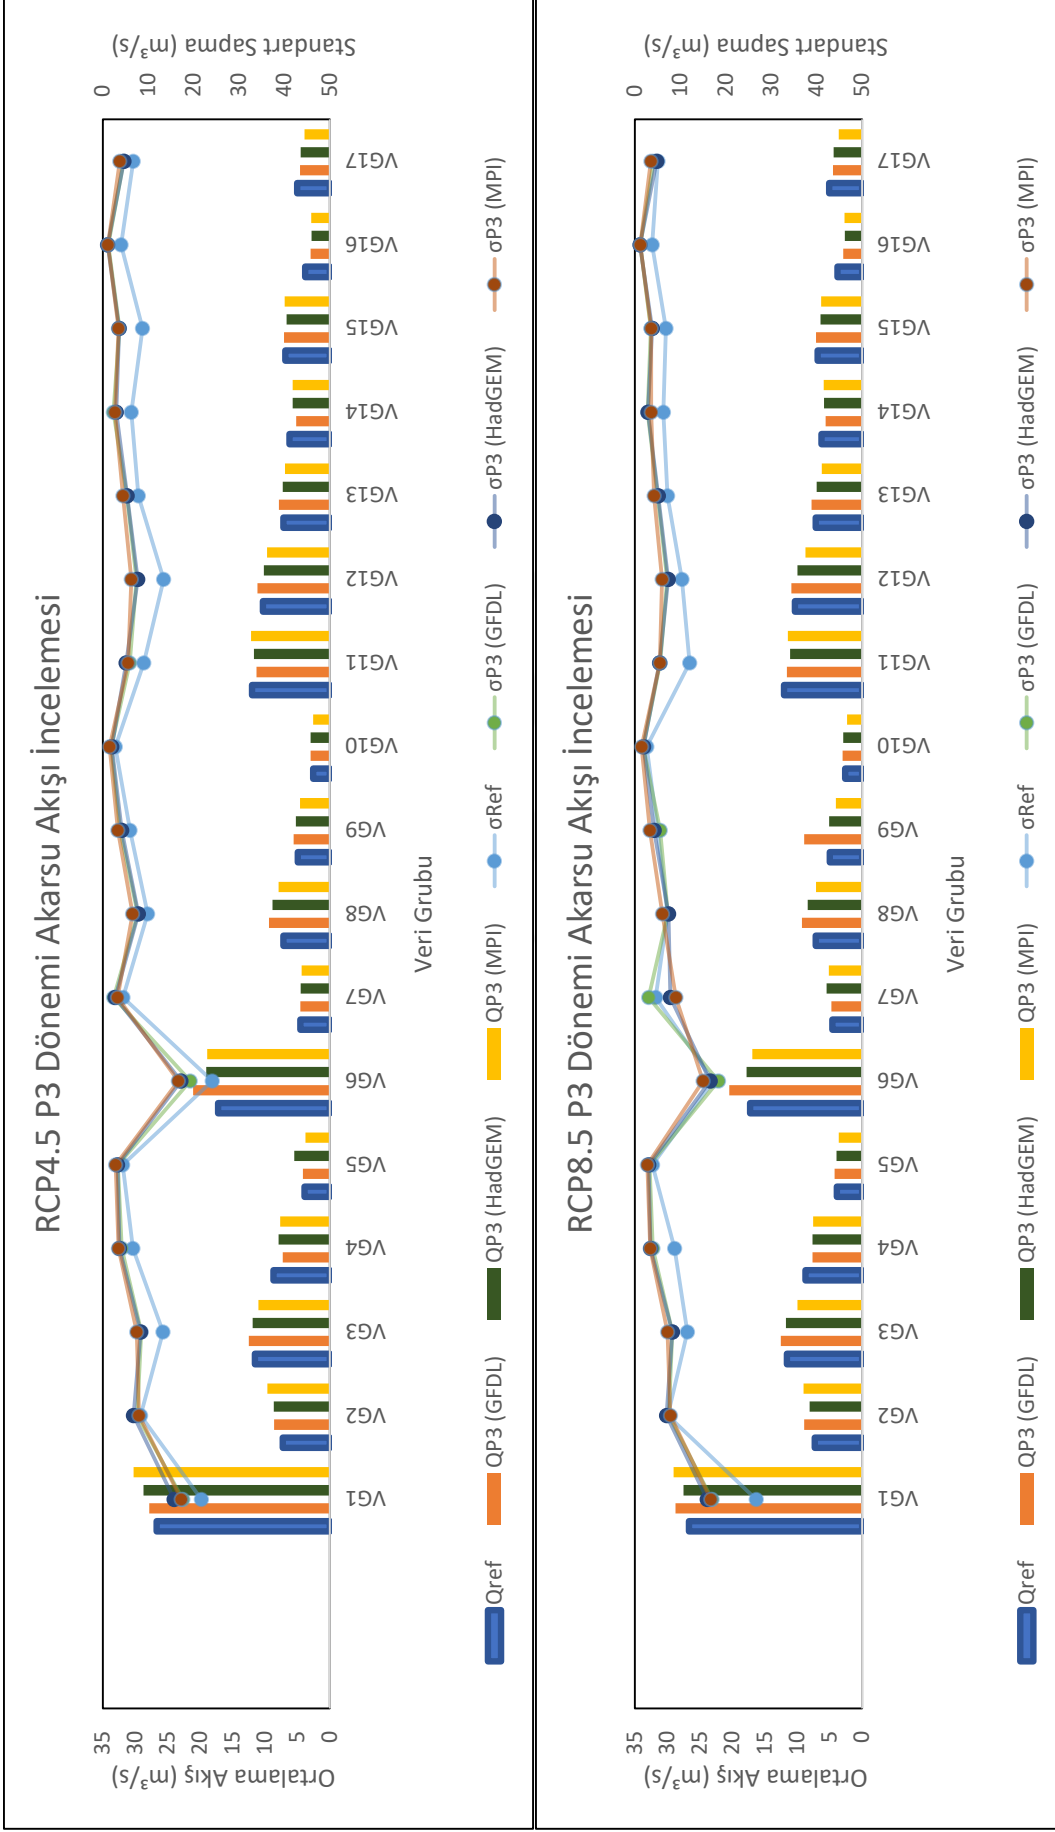 RCP4.5 P3 Dönemi Akarsu Akışı İncelemesi
Ortalama Akış (m³/s)
35
30
25
20
15
10
5
0
Standart Sapma (m³/s)
0
10
20
30
40
50
VG1 VG2 VG3 VG4 VG5 VG6 VG7 VG8 VG9 VG10 VG11 VG12 VG13 VG14 VG15 VG16 VG17
Veri Grubu
Qref QP3 (GFDL) QP3 (HadGEM) QP3 (MPI) σRef σP3 (GFDL) σP3 (HadGEM) σP3 (MPI)
RCP8.5 P3 Dönemi Akarsu Akışı İncelemesi
Ortalama Akış (m³/s)
35
30
25
20
15
10
5
0
Standart Sapma (m³/s)
0
10
20
30
40
50
VG1 VG2 VG3 VG4 VG5 VG6 VG7 VG8 VG9 VG10 VG11 VG12 VG13 VG14 VG15 VG16 VG17
Veri Grubu
Qref QP3 (GFDL) QP3 (HadGEM) QP3 (MPI) σRef σP3 (GFDL) σP3 (HadGEM) σP3 (MPI)